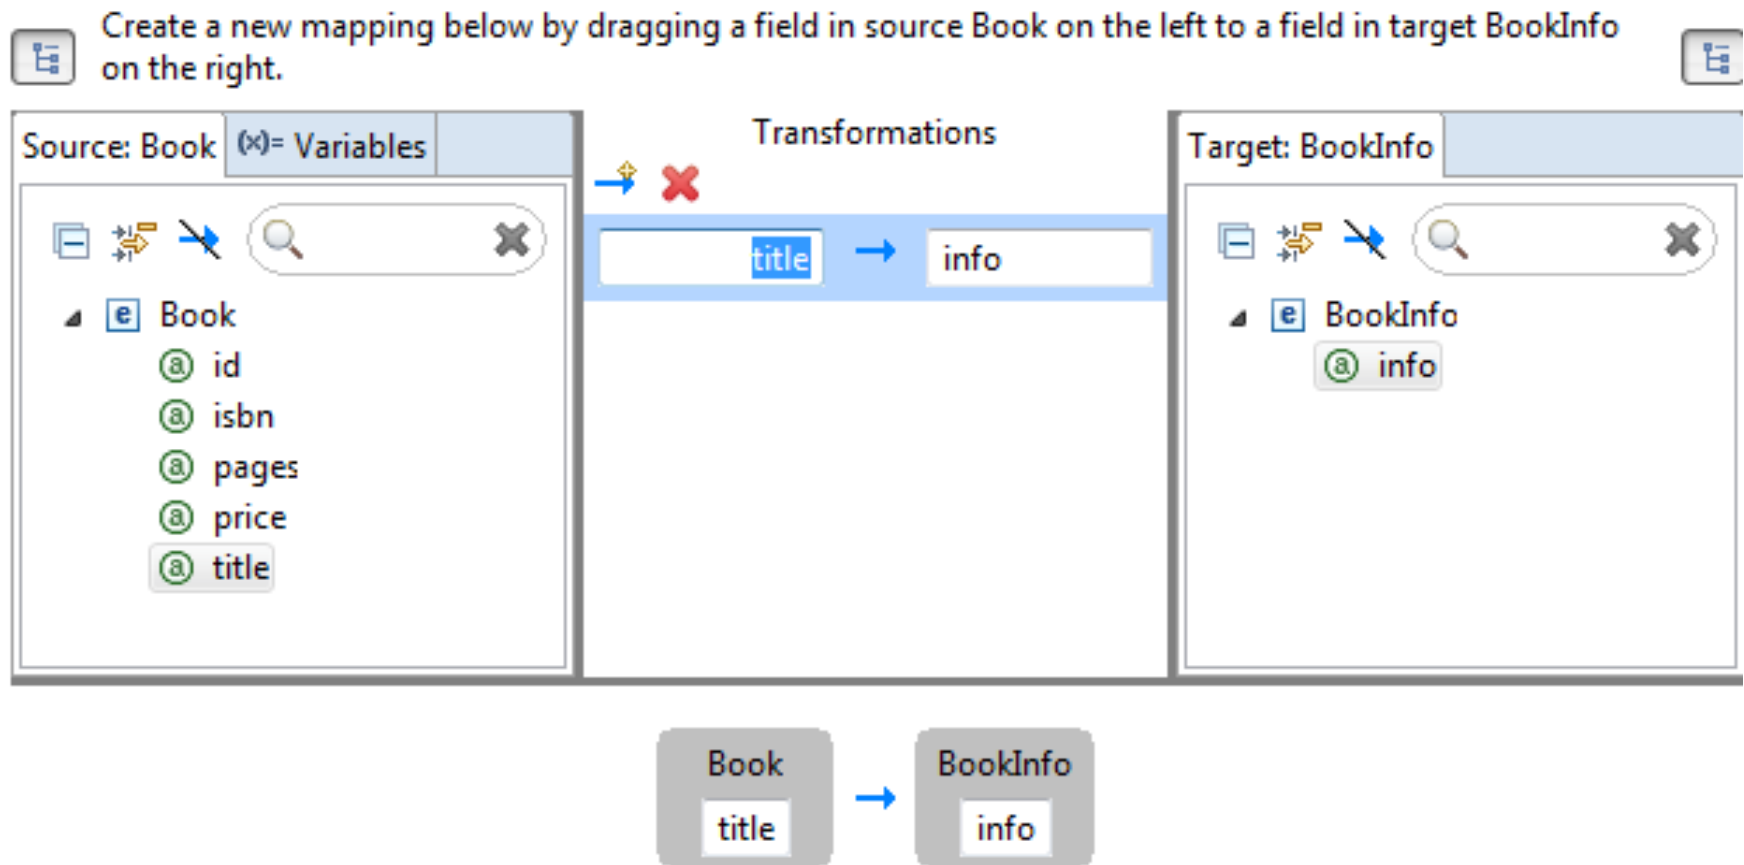 Create a new mapping below by dragging a field in source Book on the left to a field in target BookInfo
on the right.
Source: Book
(x)= Variables
Transformations
Target: BookInfo
title
info
e Book
a id
a isbn
a pages
a price
a title
e BookInfo
a info
Book
title
BookInfo
info